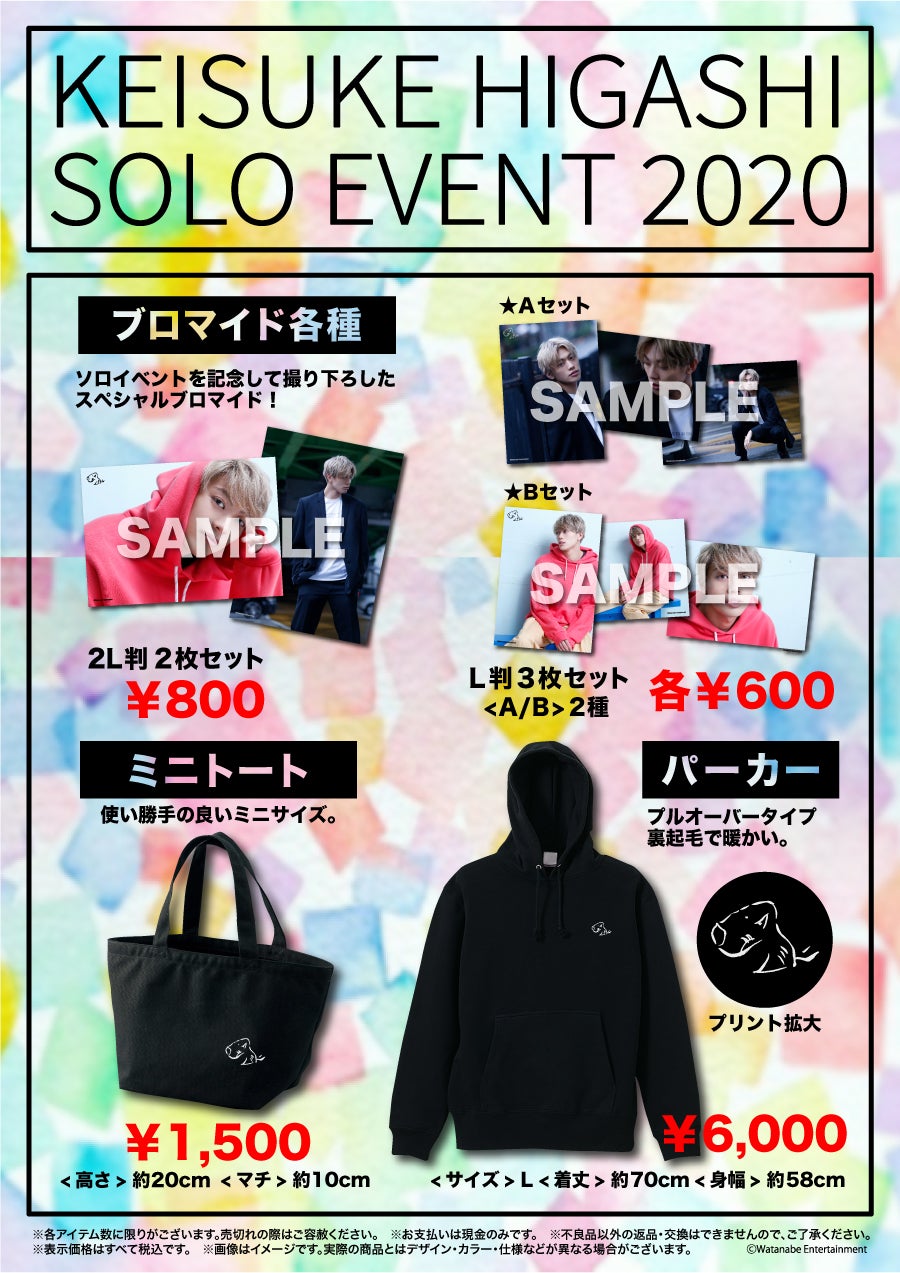 KEISUKE HIGASHI
SOLO EVENT 2020
ブロマイド各種
ソロイベントを記念して撮り下ろした
スペシャルブロマイド！
SAMPLE
2L判 2枚セット
￥800
★Aセット
SAMPLE
★Bセット
SAMPLE
L判３枚セット
<A/B>２種
各￥600
ミニトート
使い勝手の良いミニサイズ。
￥1,500
<高さ>約20cm <マチ>約10cm
パーカー
プルオーバータイプ
裏起毛で暖かい。
プリント拡大
￥6,000
<サイズ>L<着丈>約70cm<身幅>約58cm
※各アイテム数に限りがございます。売切れの際はご容赦ください。 ※お支払いは現金のみです。 ※不良品以外の返品・交換はできませんので、ご了承ください。
※表示価格はすべて税込です。 ※画像はイメージです。実際の商品とはデザイン・カラー・仕様などが異なる場合がございます。
©Watanabe Entertainment